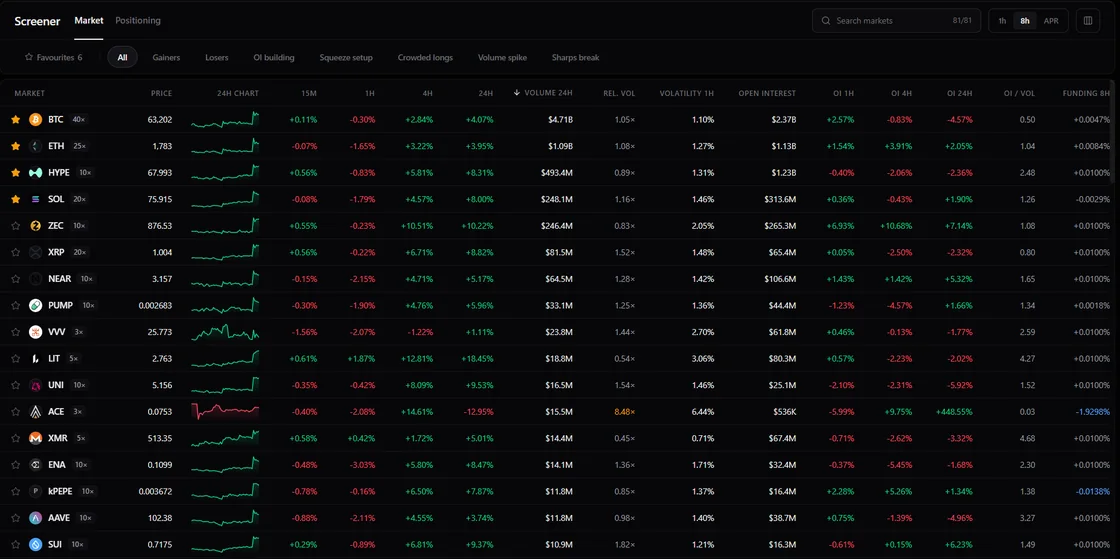 Screener Market Positioning Search markets 81/81 1h 8h APR
Favourites 6 All Gainers Losers OI building Squeeze setup Crowded longs Volume spike Sharps break
MARKET PRICE 24H CHART 15M 1H 4H 24H ↓ VOLUME 24H REL. VOL VOLATILITY 1H OPEN INTEREST OI 1H OI 4H OI 24H OI / VOL FUNDING 8H
BTC 40× 63,202 +0.11% -0.30% +2.84% +4.07% $4.71B 1.05× 1.10% $2.37B +2.57% -0.83% -4.57% 0.50 +0.0047%
ETH 25× 1,783 -0.07% -1.65% +3.22% +3.95% $1.09B 1.08× 1.27% $1.13B +1.54% +3.91% +2.05% 1.04 +0.0084%
HYPE 10× 67.993 +0.56% -0.83% +5.81% +8.31% $493.4M 0.89× 1.31% $1.23B -0.40% -2.06% -2.36% 2.48 +0.0100%
SOL 20× 75.915 -0.08% -1.79% +4.57% +8.00% $248.1M 1.16× 1.46% $313.6M +0.36% -0.43% +1.90% 1.26 -0.0029%
ZEC 10× 876.53 +0.55% -0.23% +10.51% +10.22% $246.4M 0.83× 2.05% $265.3M +6.93% +10.68% +7.14% 1.08 +0.0100%
XRP 20× 1.004 +0.56% -0.22% +6.71% +8.82% $81.5M 1.52× 1.48% $65.4M +0.05% -2.50% -2.32% 0.80 +0.0100%
NEAR 10× 3.157 -0.15% -2.15% +4.71% +5.17% $64.5M 1.28× 1.42% $106.6M +1.43% +1.42% +5.32% 1.65 +0.0100%
PUMP 10× 0.002683 -0.30% -1.90% +4.76% +5.96% $33.1M 1.25× 1.36% $44.4M -1.23% -4.57% +1.66% 1.34 +0.0018%
VVV 3× 25.773 -1.56% -2.07% -1.22% +1.11% $23.8M 1.44× 2.70% $61.8M +0.46% -0.13% -1.77% 2.59 +0.0100%
LIT 5× 2.763 +0.61% +1.87% +12.81% +18.45% $18.8M 0.54× 3.06% $80.3M +0.57% -2.23% -2.02% 4.27 +0.0100%
UNI 10× 5.156 -0.35% -0.42% +8.09% +9.53% $16.5M 1.54× 1.46% $25.1M -2.10% -2.31% -5.92% 1.52 +0.0100%
ACE 3× 0.0753 -0.40% -2.08% +14.61% -12.95% $15.5M 8.48× 6.44% $536K -5.99% +9.75% +448.55% 0.03 -1.9298%
XMR 5× 513.35 +0.58% +0.42% +1.72% +5.01% $14.4M 0.45× 0.71% $67.4M -0.71% -2.62% -3.32% 4.68 +0.0100%
ENA 10× 0.1099 -0.48% -3.03% +5.80% +8.47% $14.1M 1.36× 1.71% $32.4M -0.37% -5.45% -1.68% 2.30 +0.0100%
P kPEPE 10× 0.003672 -0.78% -0.16% +6.50% +7.87% $11.8M 0.85× 1.37% $16.4M +2.28% +5.26% +1.34% 1.38 -0.0138%
AAVE 10× 102.38 -0.88% -2.11% +4.55% +3.74% $11.8M 0.98× 1.40% $38.7M +0.75% -1.39% -4.96% 3.27 +0.0100%
SUI 10× 0.7175 +0.29% -0.89% +6.81% +9.37% $10.9M 1.82× 1.21% $16.3M -0.61% +0.15% +6.23% 1.49 +0.0100%